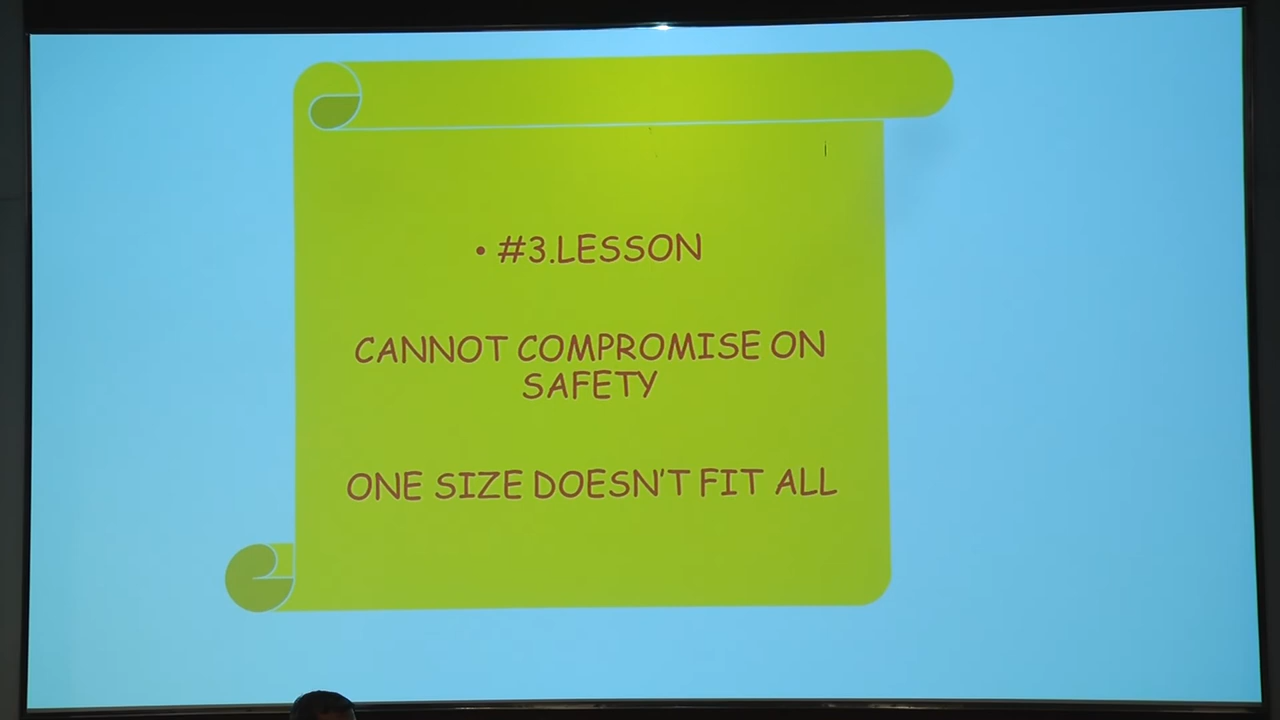 • #3.LESSON
CANNOT COMPROMISE ON
SAFETY
ONE SIZE DOESN'T FIT ALL